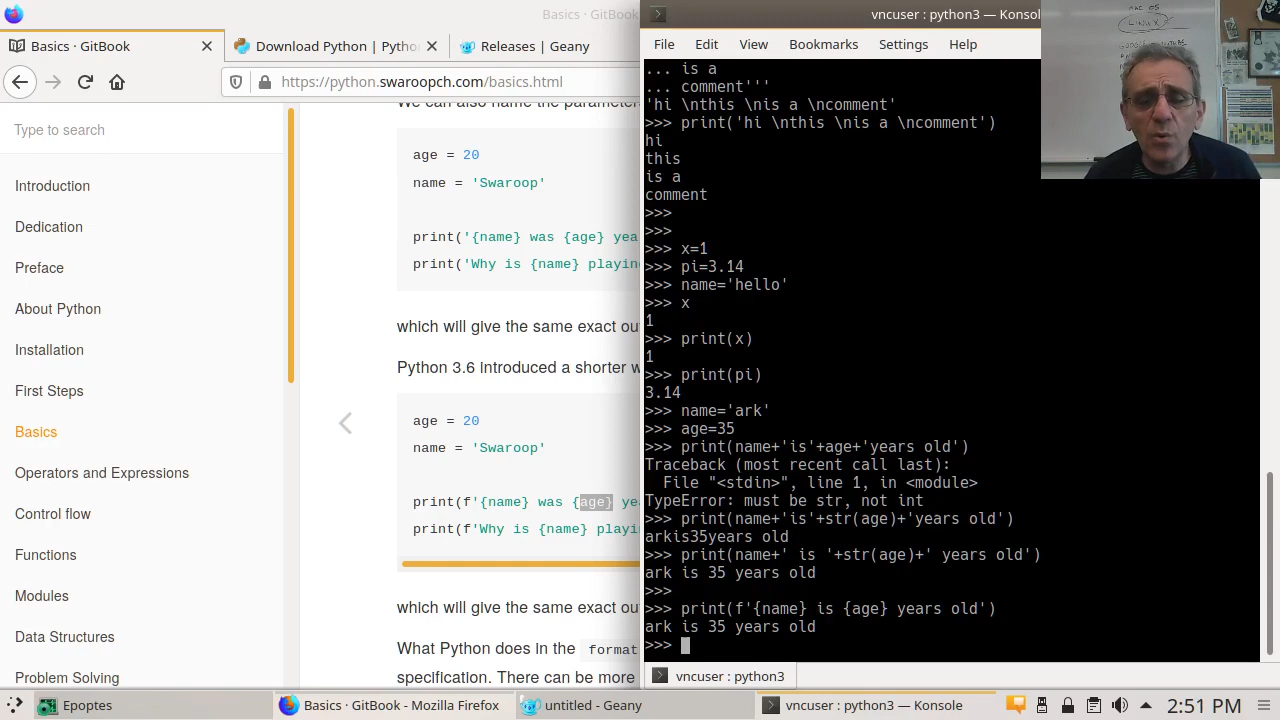 Basics · GitBook
vncuser : python3 — Konsol
Basics · GitBook
Download Python | Pytho
Releases | Geany
File Edit View Bookmarks Settings Help
https://python.swaroopch.com/basics.html
Type to search
Introduction
Dedication
Preface
About Python
Installation
First Steps
Basics
Operators and Expressions
Control flow
Functions
Modules
Data Structures
Problem Solving
We can also name the parameter
age = 20
name = 'Swaroop'
print('{name} was {age} yea
print('Why is {name} playin
which will give the same exact ou
Python 3.6 introduced a shorter w
age = 20
name = 'Swaroop'
print(f'{name} was {age} ye
print(f'Why is {name} playi
which will give the same exact ou
What Python does in the format
specification. There can be more
... is a
... comment'''
'hi \nthis \nis a \ncomment'
>>> print('hi \nthis \nis a \ncomment')
hi
this
is a
comment
>>>
>>>
>>> x=1
>>> pi=3.14
>>> name='hello'
>>> x
1
>>> print(x)
1
>>> print(pi)
3.14
>>> name='ark'
>>> age=35
>>> print(name+'is'+age+'years old')
Traceback (most recent call last):
File "<stdin>", line 1, in <module>
TypeError: must be str, not int
>>> print(name+'is'+str(age)+'years old')
arkis35years old
>>> print(name+' is '+str(age)+' years old')
ark is 35 years old
>>>
>>> print(f'{name} is {age} years old')
ark is 35 years old
>>>
vncuser : python3
Epoptes
Basics · GitBook - Mozilla Firefox
untitled - Geany
vncuser : python3 — Konsole
2:51 PM